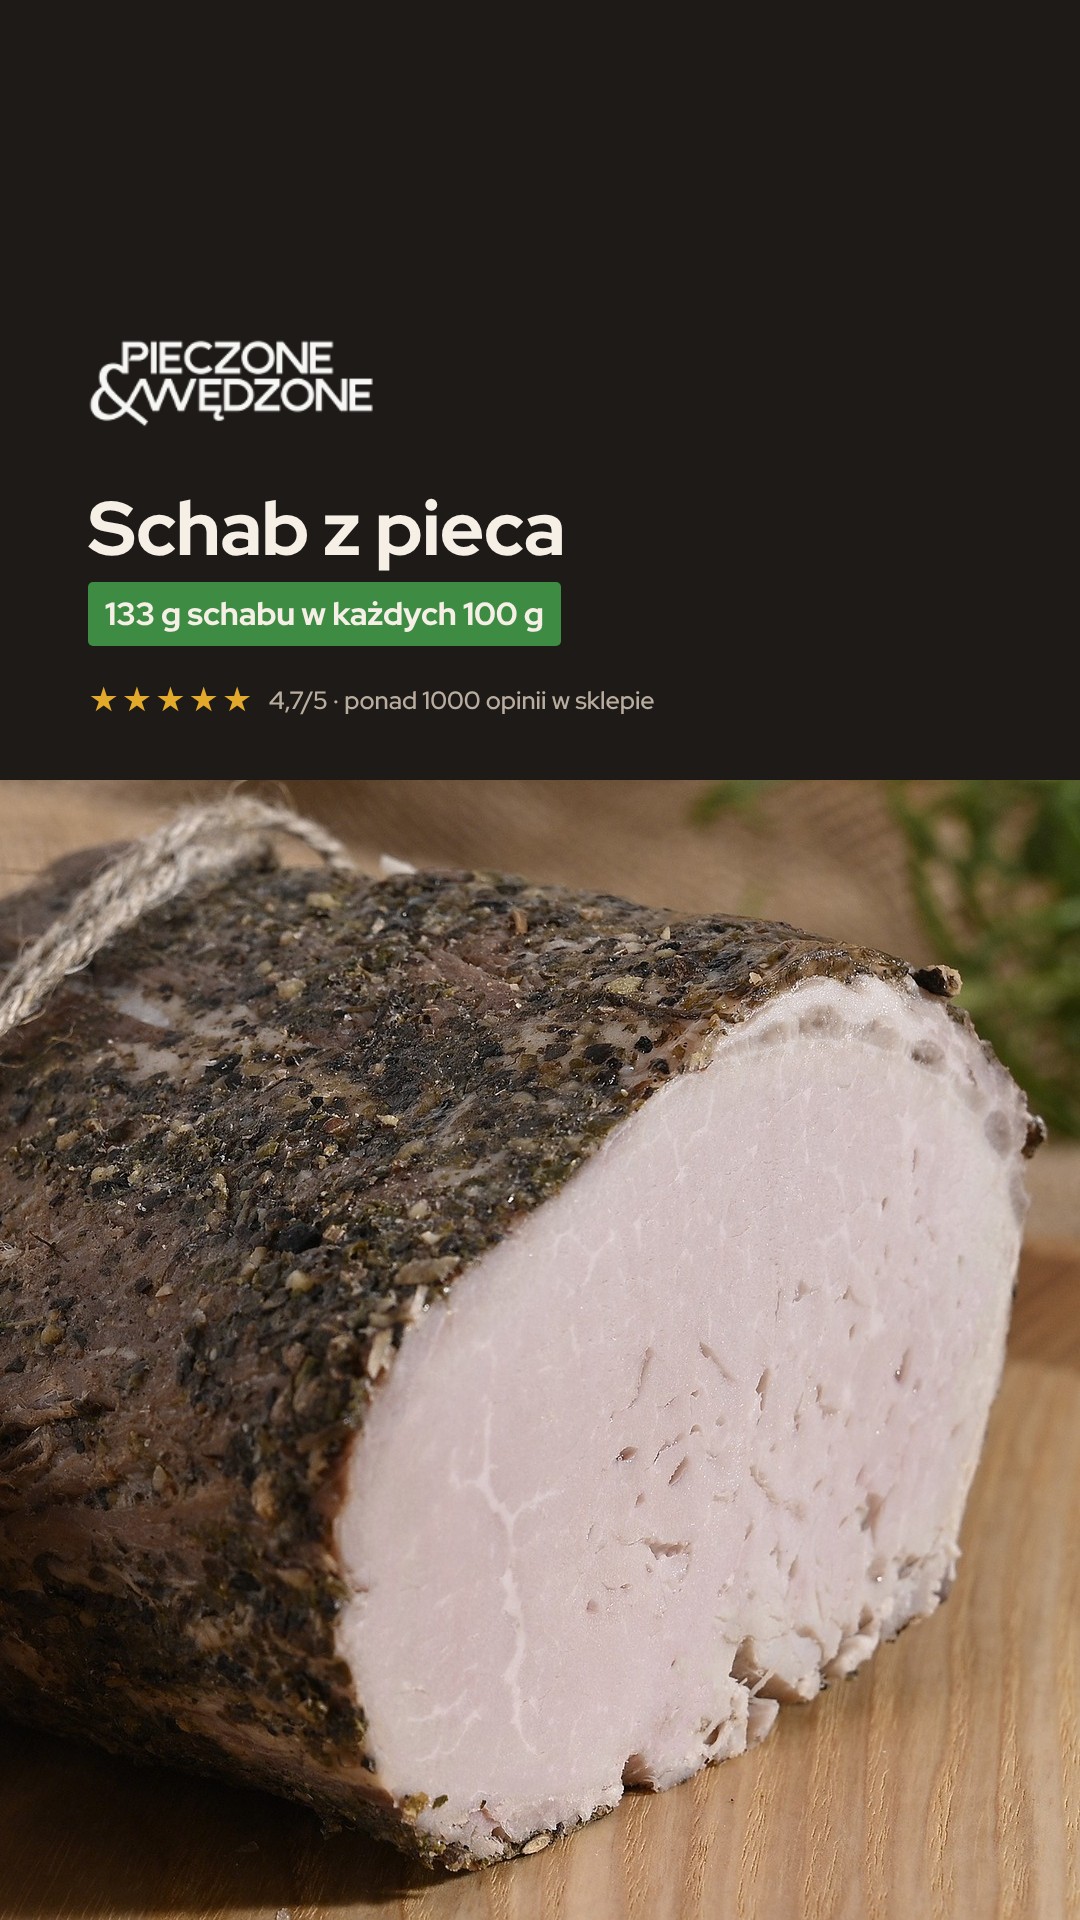 PIECZONE
&WĘDZONE
Schab z pieca
133 g schabu w każdych 100 g
★★★★★ 4,7/5 · ponad 1000 opinii w sklepie